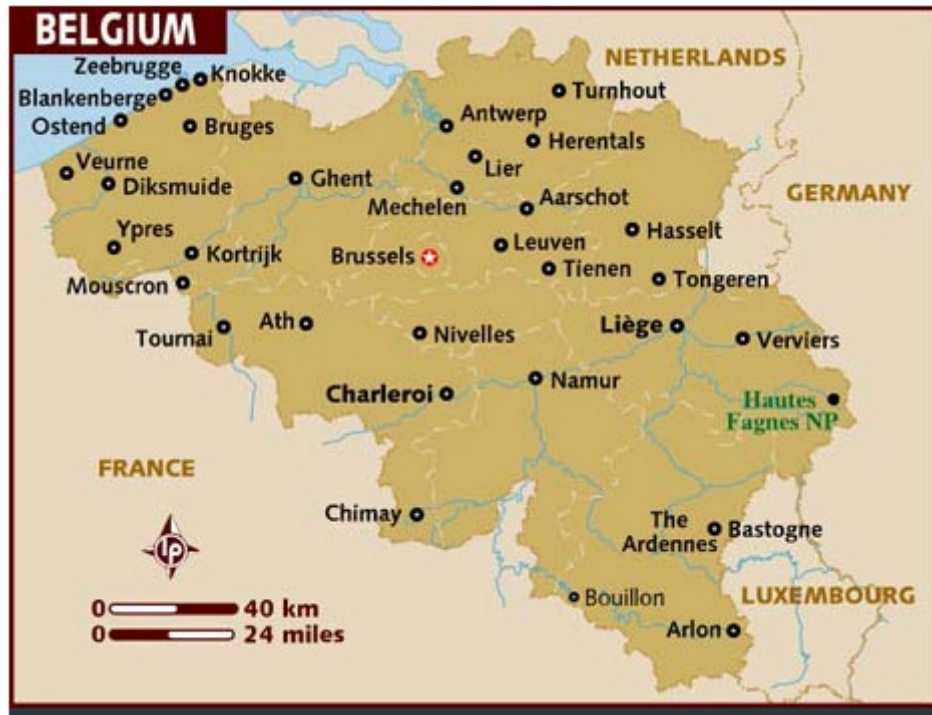 BELGIUM
NETHERLANDS
Zeebrugge
Knokke
Blankenberge
Turnhout
Ostend
Bruges
Antwerp
Herentals
Veurne
Lier
Diksmuide
Ghent
GERMANY
Mechelen
Aarschot
Ypres
Hasselt
Kortrijk
Brussels
Leuven
Tienen
Mouscron
Tongeren
Tournai
Ath
Nivelles
Liège
Verviers
Charleroi
Namur
Hautes
Fagnes NP
FRANCE
Chimay
The
Ardennes
Bastogne
lp
Bouillon
LUXEMBOURG
0 40 km
0 24 miles
Arlon